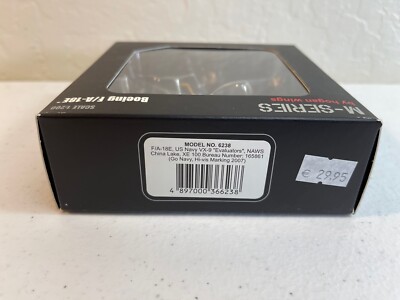 M-SERIES
by hogan wings
Boeing F/A-18E
SCALE 1:200
MODEL NO. 6238
F/A-18E, US Navy VX-9 "Evaluators", NAWS
China Lake, XE 100 Bureau Number: 165861
(Go Navy, Hi-vis Marking 2007)
4 897000 366238
€ 29.95